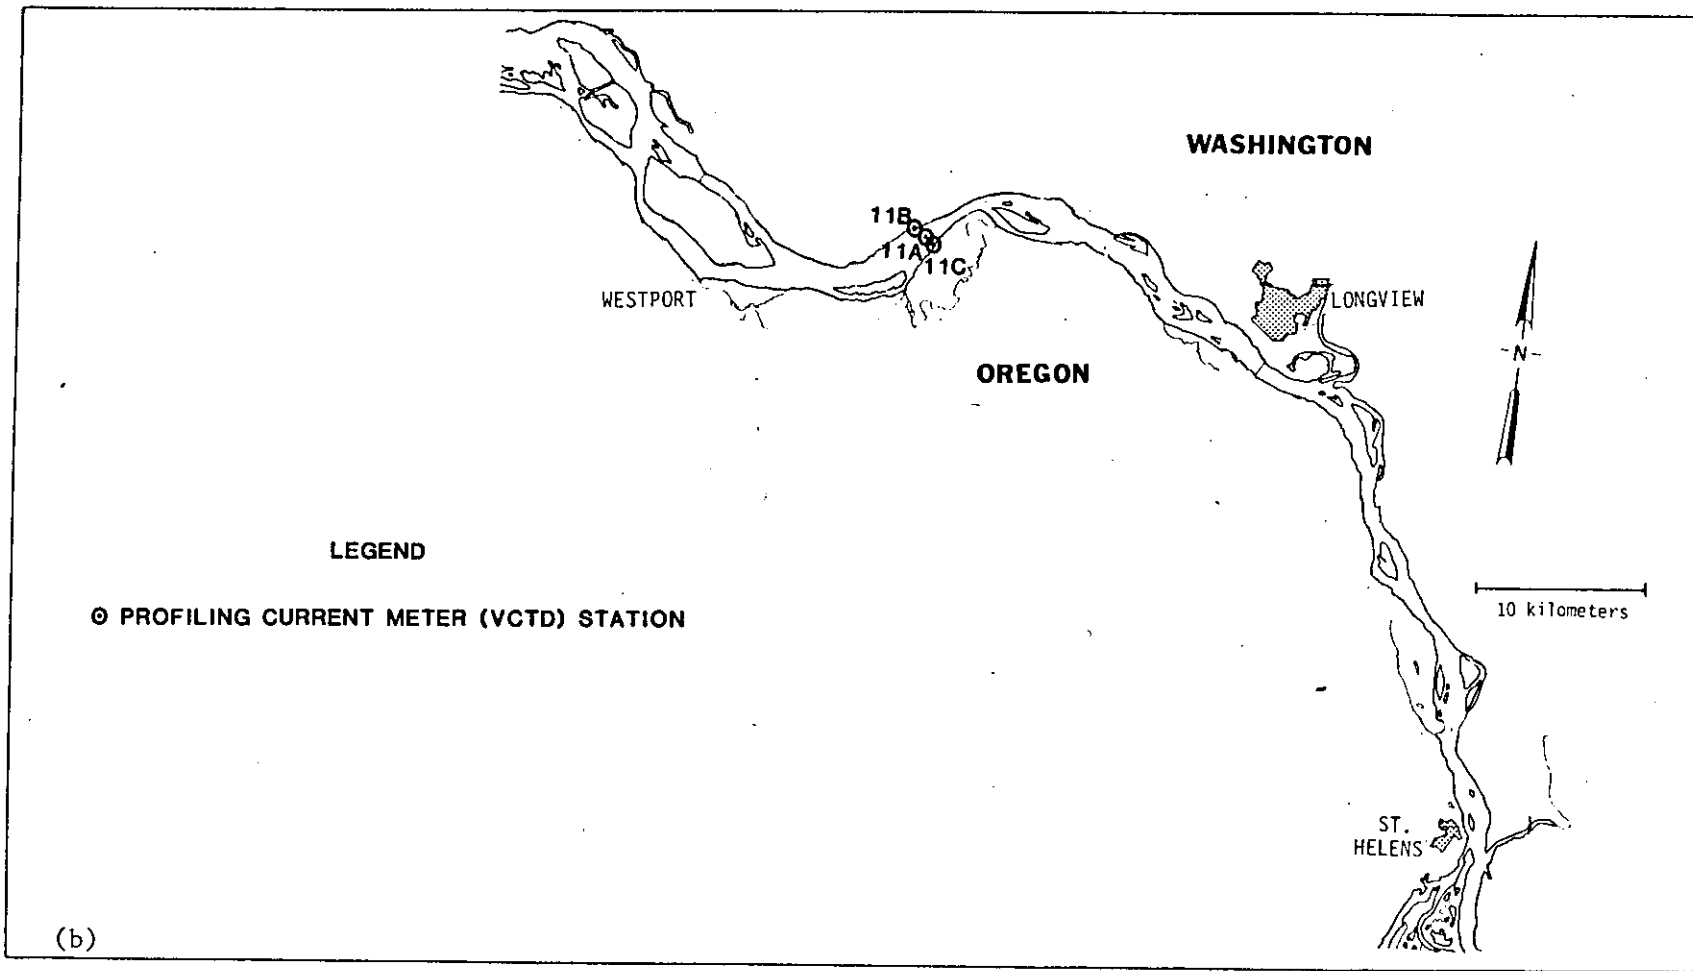 WASHINGTON
11B
11A
11C
WESTPORT
LONGVIEW
OREGON
N
LEGEND
⊙ PROFILING CURRENT METER (VCTD) STATION
10 kilometers
ST.
HELENS
(b)